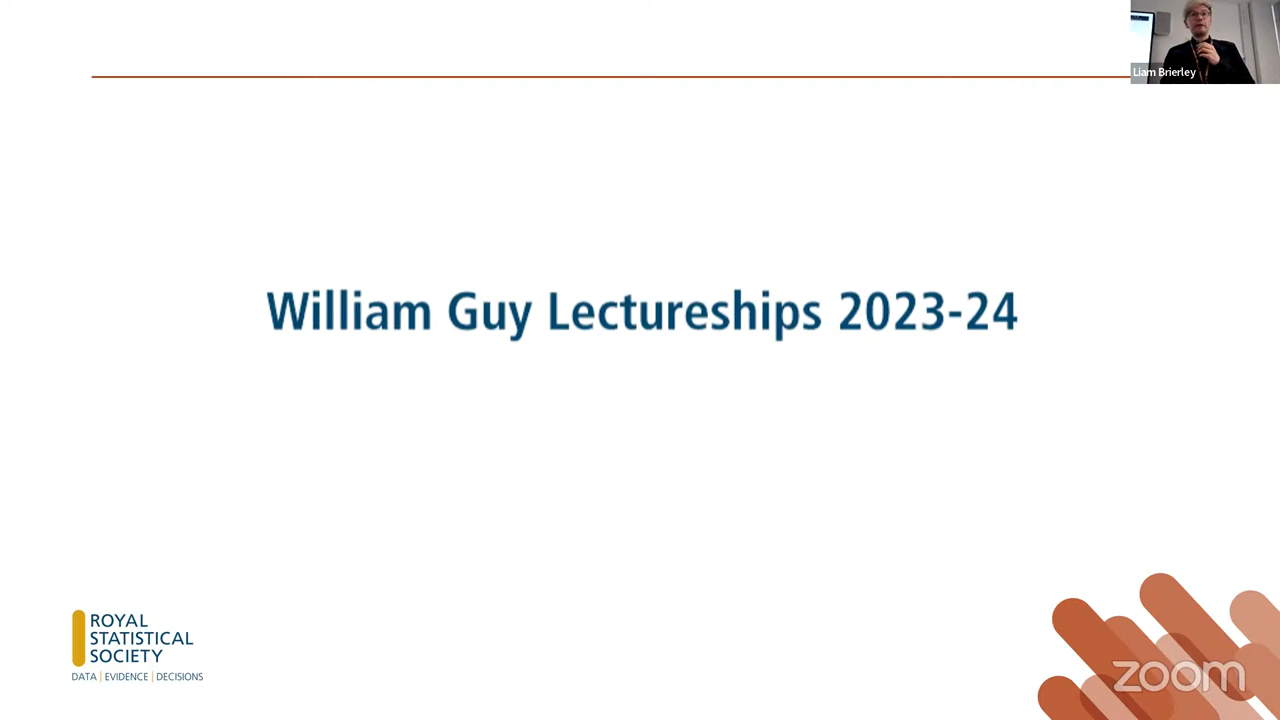 Liam Brierley
William Guy Lectureships 2023-24
ROYAL
STATISTICAL
SOCIETY
DATA | EVIDENCE | DECISIONS
zoom